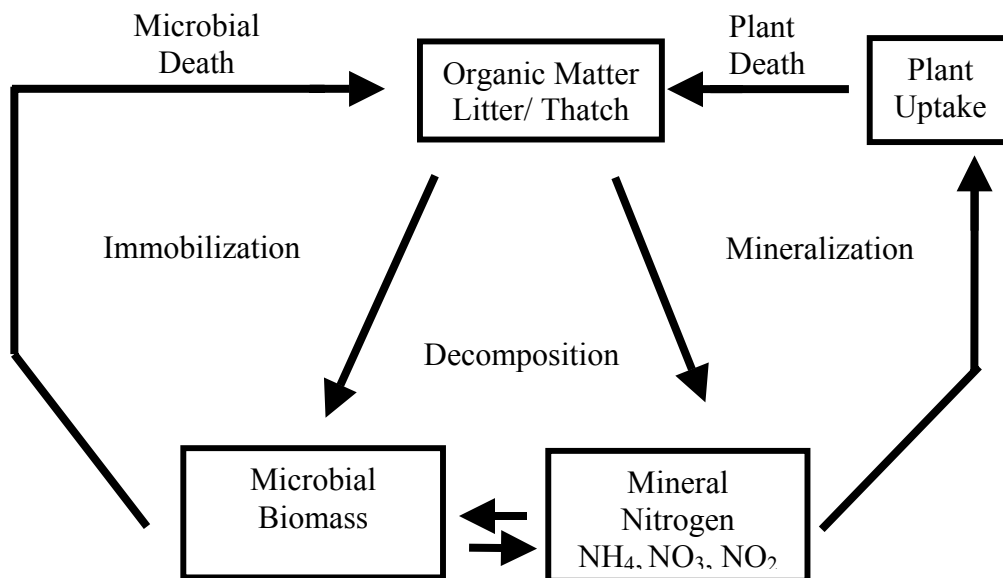 Microbial
Death
Plant
Death
Organic Matter
Litter/ Thatch
Plant
Uptake
Immobilization
Mineralization
Decomposition
Microbial
Biomass
Mineral
Nitrogen
NH₄, NO₃, NO₂